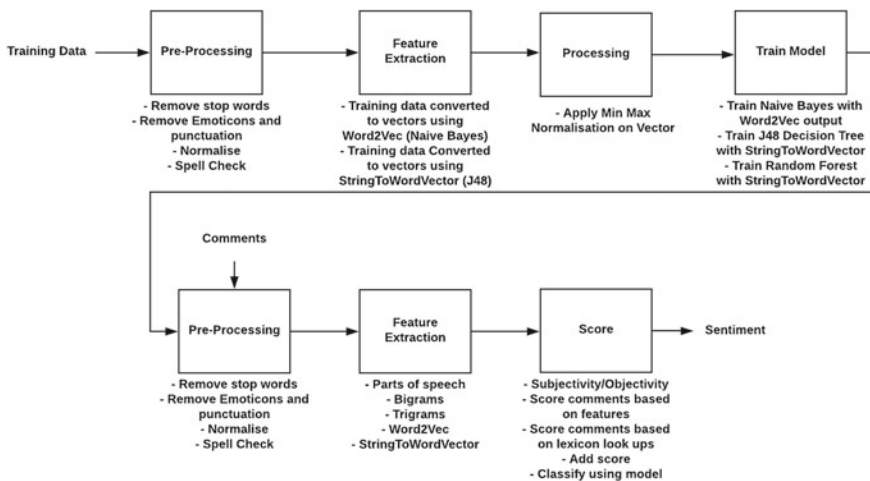 Training Data
Pre-Processing
Feature
Extraction
Processing
Train Model
- Remove stop words
- Remove Emoticons and
punctuation
- Normalise
- Spell Check
- Training data converted
to vectors using
Word2Vec (Naive Bayes)
- Training data Converted
to vectors using
StringToWordVector (J48)
- Apply Min Max
Normalisation on Vector
- Train Naive Bayes with
Word2Vec output
- Train J48 Decision Tree
with StringToWordVector
- Train Random Forest
with StringToWordVector
Comments
Pre-Processing
Feature
Extraction
Score
Sentiment
- Remove stop words
- Remove Emoticons and
punctuation
- Normalise
- Spell Check
- Parts of speech
- Bigrams
- Trigrams
- Word2Vec
- StringToWordVector
- Subjectivity/Objectivity
- Score comments based
on features
- Score comments based
on lexicon look ups
- Add score
- Classify using model